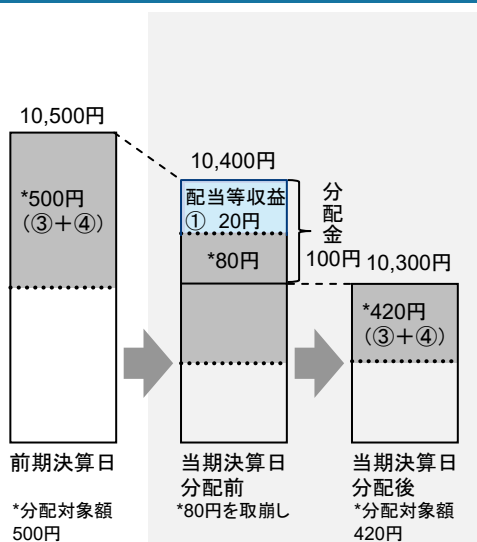 10,500円
*500円
（③＋④）
前期決算日
*分配対象額
500円
10,400円
配当等収益
① 20円
*80円
分配金
100円
当期決算日
分配前
*80円を取崩し
10,300円
*420円
（③＋④）
当期決算日
分配後
*分配対象額
420円